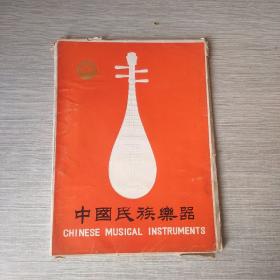 中國民族樂器
CHINESE MUSICAL INSTRUMENTS